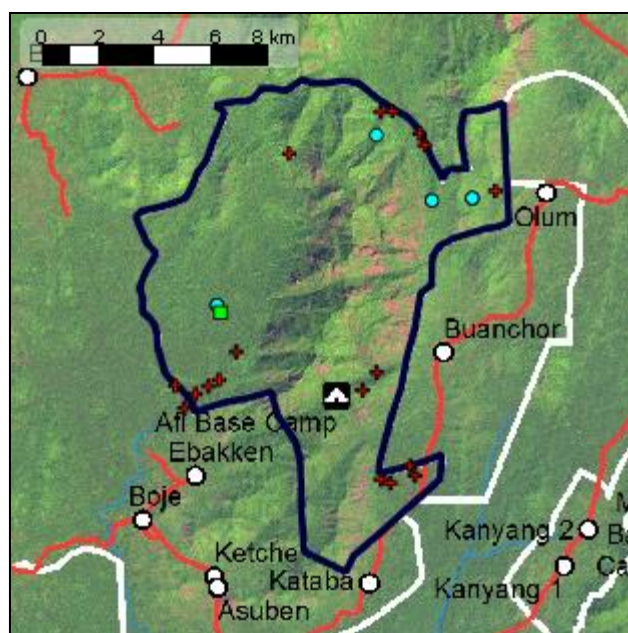 0 2 4 6 8 km
Olum
Buanchor
Afi Base Camp
Ebakken
Boje
Kanyang 2
Ketche
Kataba
Kanyang 1
Asuben